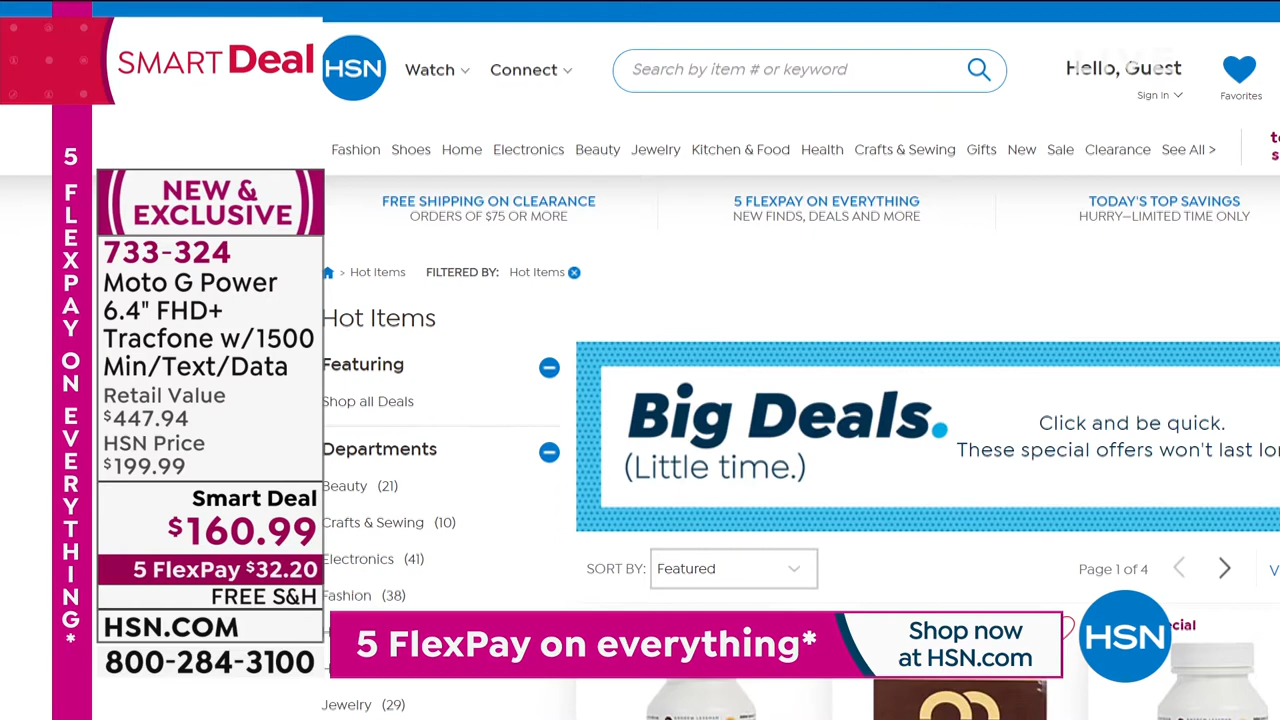 SMART Deal
HSN
Watch
Connect
Search by item # or keyword
Hello, Guest
Sign In
Favorites
Fashion Shoes Home Electronics Beauty Jewelry Kitchen & Food Health Crafts & Sewing Gifts New Sale Clearance See All >
FREE SHIPPING ON CLEARANCE
ORDERS OF $75 OR MORE
5 FLEXPAY ON EVERYTHING
NEW FINDS, DEALS AND MORE
TODAY'S TOP SAVINGS
HURRY—LIMITED TIME ONLY
5 FLEXPAY ON EVERYTHING*
NEW &
EXCLUSIVE
733-324
Moto G Power
6.4" FHD+
Tracfone w/1500
Min/Text/Data
Retail Value
$447.94
HSN Price
$199.99
Smart Deal
$160.99
5 FlexPay $32.20
FREE S&H
HSN.COM
800-284-3100
> Hot Items FILTERED BY: Hot Items
Hot Items
Featuring
Shop all Deals
Departments
Beauty (21)
Crafts & Sewing (10)
Electronics (41)
Fashion (38)
Jewelry (29)
Big Deals.
(Little time.)
Click and be quick.
These special offers won't last
SORT BY: Featured
Page 1 of 4
5 FlexPay on everything*
Shop now
at HSN.com
HSN